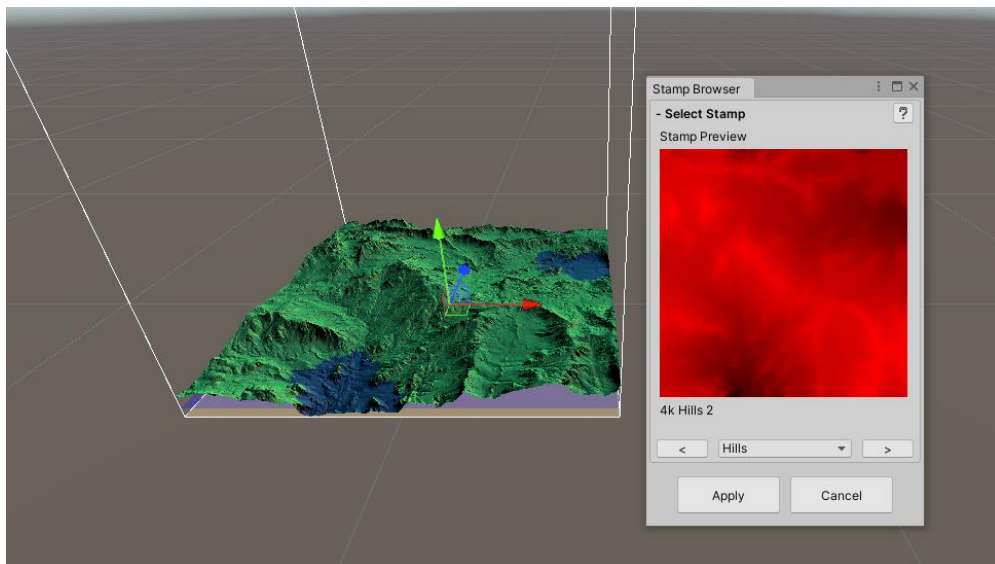 Stamp Browser
- Select Stamp
?
Stamp Preview
4k Hills 2
< Hills >
Apply Cancel